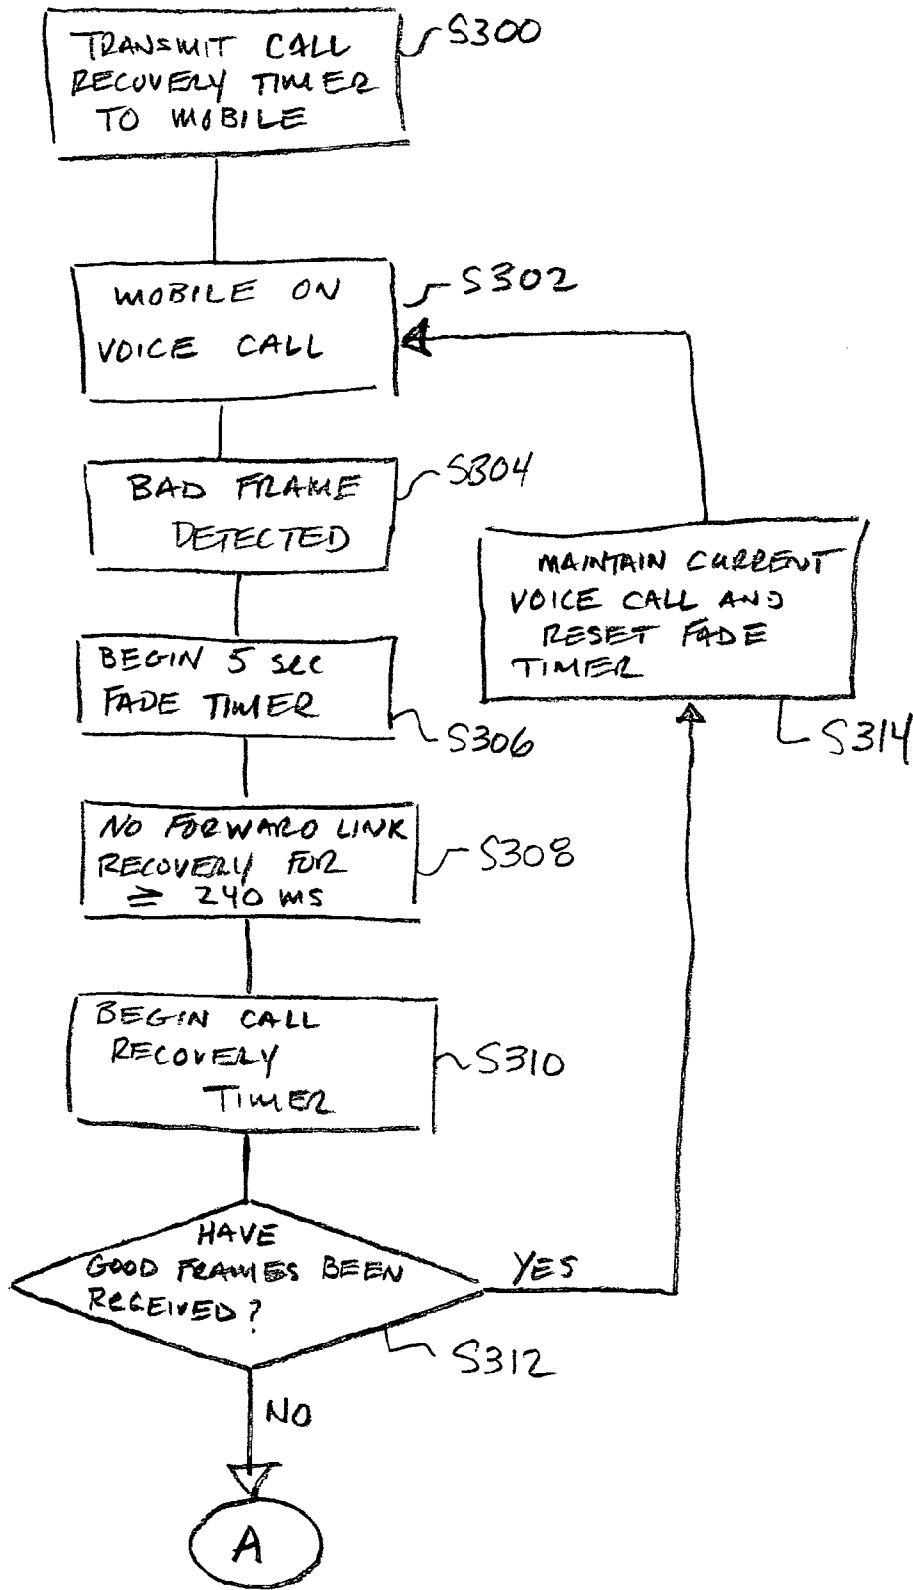 TRANSMIT CALL
RECOVERY TIMER
TO MOBILE
S300
MOBILE ON
VOICE CALL
S302
BAD FRAME
DETECTED
S304
BEGIN 5 sec
FADE TIMER
S306
NO FORWARD LINK
RECOVERY FOR
≥ 240 ms
S308
BEGIN CALL
RECOVERY
TIMER
S310
HAVE
GOOD FRAMES BEEN
RECEIVED?
S312
YES
MAINTAIN CURRENT
VOICE CALL AND
RESET FADE
TIMER
S314
NO
A